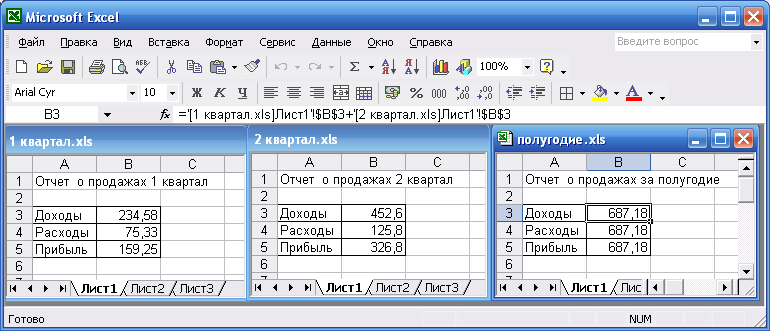 Microsoft Excel
Файл Правка Вид Вставка Формат Сервис Данные Окно Справка Введите вопрос
100%
Arial Cyr 10 Ж К Ч % 000
B3 ='[1 квартал.xls]Лист1'!$B$3+'[2 квартал.xls]Лист1'!$B$3
1 квартал.xls
A B C
1 Отчет о продажах 1 квартал
2
3 Доходы 234,58
4 Расходы 75,33
5 Прибыль 159,25
6
Лист1 Лист2 Лист3
2 квартал.xls
A B C
1 Отчет о продажах 2 квартал
2
3 Доходы 452,6
4 Расходы 125,8
5 Прибыль 326,8
6
Лист1 Лист2 Лист3
полугодие.xls
A B C
1 Отчет о продажах за полугодие
2
3 Доходы 687,18
4 Расходы 687,18
5 Прибыль 687,18
6
Лист1 Лис
Готово NUM